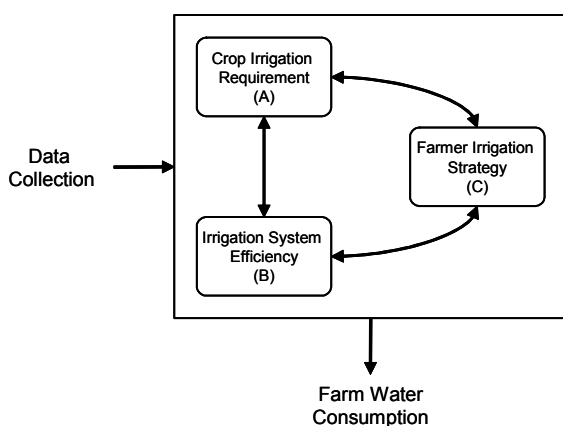 Crop Irrigation
Requirement
(A)
Data
Collection
Farmer Irrigation
Strategy
(C)
Irrigation System
Efficiency
(B)
Farm Water
Consumption